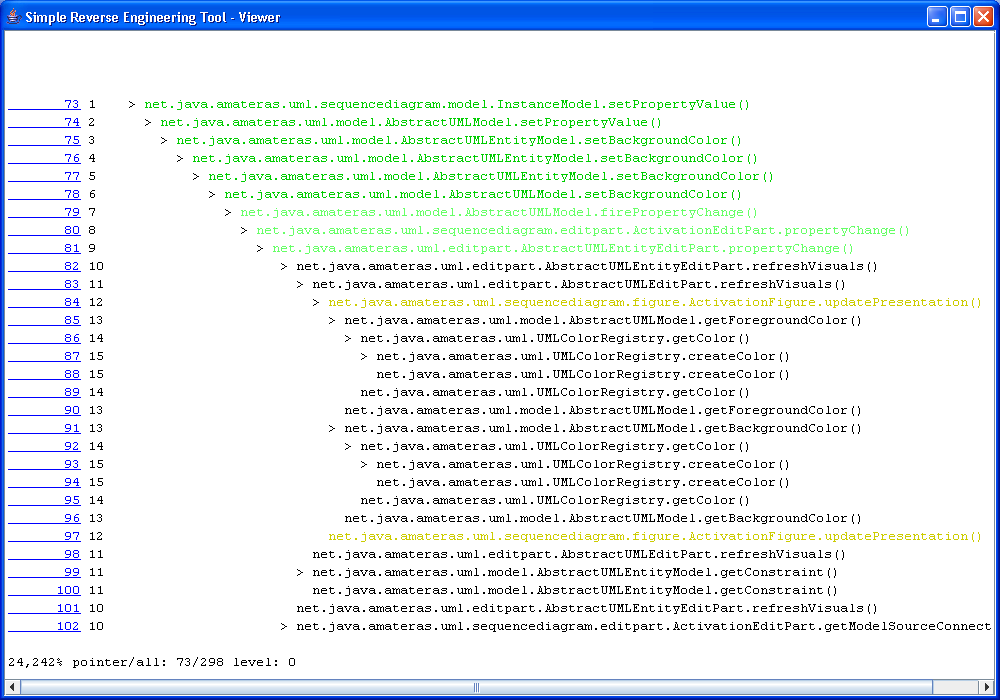 Simple Reverse Engineering Tool - Viewer
73 1 > net.java.amateras.uml.sequencediagram.model.InstanceModel.setPropertyValue()
74 2 > net.java.amateras.uml.model.AbstractUMLModel.setPropertyValue()
75 3 > net.java.amateras.uml.model.AbstractUMLEntityModel.setBackgroundColor()
76 4 > net.java.amateras.uml.model.AbstractUMLEntityModel.setBackgroundColor()
77 5 > net.java.amateras.uml.model.AbstractUMLEntityModel.setBackgroundColor()
78 6 > net.java.amateras.uml.model.AbstractUMLModel.setBackgroundColor()
79 7 > net.java.amateras.uml.model.AbstractUMLModel.firePropertyChange()
80 8 > net.java.amateras.uml.sequencediagram.editpart.ActivationEditPart.propertyChange()
81 9 > net.java.amateras.uml.editpart.AbstractUMLEntityEditPart.propertyChange()
82 10 > net.java.amateras.uml.editpart.AbstractUMLEntityEditPart.refreshVisuals()
83 11 > net.java.amateras.uml.editpart.AbstractUMLEditPart.refreshVisuals()
84 12 > net.java.amateras.uml.sequencediagram.figure.ActivationFigure.updatePresentation()
85 13 > net.java.amateras.uml.model.AbstractUMLModel.getForegroundColor()
86 14 > net.java.amateras.uml.UMLColorRegistry.getColor()
87 15 > net.java.amateras.uml.UMLColorRegistry.createColor()
88 15 net.java.amateras.uml.UMLColorRegistry.createColor()
89 14 net.java.amateras.uml.UMLColorRegistry.getColor()
90 13 net.java.amateras.uml.model.AbstractUMLModel.getForegroundColor()
91 13 > net.java.amateras.uml.model.AbstractUMLModel.getBackgroundColor()
92 14 > net.java.amateras.uml.UMLColorRegistry.getColor()
93 15 > net.java.amateras.uml.UMLColorRegistry.createColor()
94 15 net.java.amateras.uml.UMLColorRegistry.createColor()
95 14 net.java.amateras.uml.UMLColorRegistry.getColor()
96 13 net.java.amateras.uml.model.AbstractUMLModel.getBackgroundColor()
97 12 net.java.amateras.uml.sequencediagram.figure.ActivationFigure.updatePresentation()
98 11 net.java.amateras.uml.editpart.AbstractUMLEditPart.refreshVisuals()
99 11 > net.java.amateras.uml.model.AbstractUMLEntityModel.getConstraint()
100 11 net.java.amateras.uml.model.AbstractUMLEntityModel.getConstraint()
101 10 net.java.amateras.uml.editpart.AbstractUMLEntityEditPart.refreshVisuals()
102 10 > net.java.amateras.uml.sequencediagram.editpart.ActivationEditPart.getModelSourceConnect
24,242% pointer/all: 73/298 level: 0